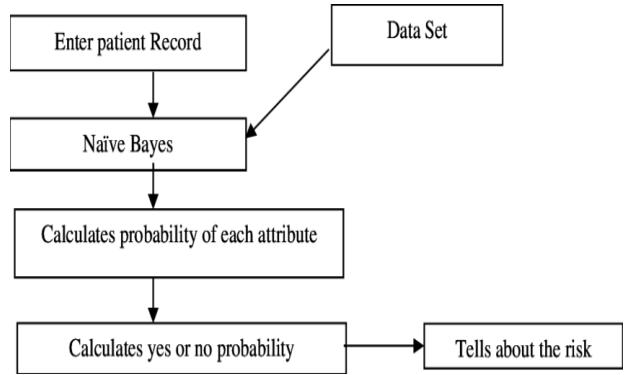 Enter patient Record
Data Set
Naïve Bayes
Calculates probability of each attribute
Calculates yes or no probability
Tells about the risk